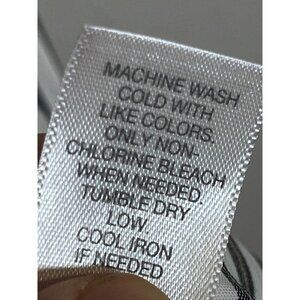 MACHINE WASH
COLD WITH
LIKE COLORS.
ONLY NON-
CHLORINE BLEACH
WHEN NEEDED.
TUMBLE DRY
LOW
COOL IRON
IF NEEDED